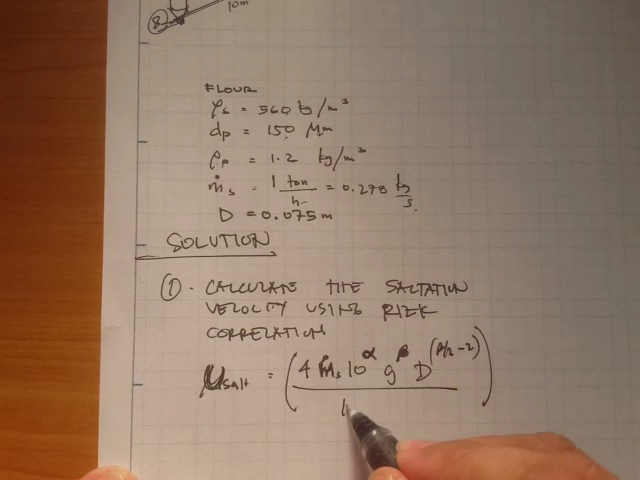 8
10m
FLOUR
ρs = 560 kg/m³
dp = 150 μm
ρF = 1.2 kg/m³
ṁs = 1 ton/h = 0.278 kg/s.
D = 0.075m
SOLUTION
①. CALCULATE THE SALTATION
VELOCITY USING RIZK
CORRELATION
Usalt = (4 ṁs 10^α g^β D^(β/2-2) / )